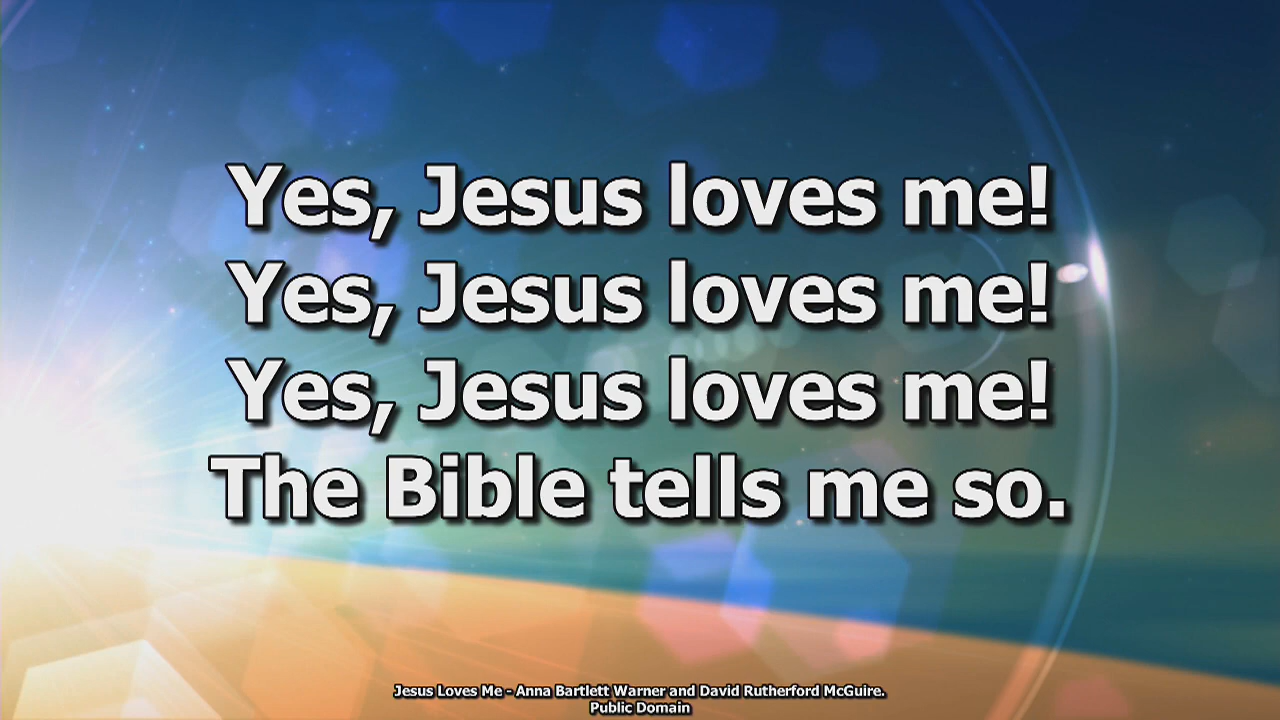 Yes, Jesus loves me!
Yes, Jesus loves me!
Yes, Jesus loves me!
The Bible tells me so.
Jesus Loves Me - Anna Bartlett Warner and David Rutherford McGuire.
Public Domain